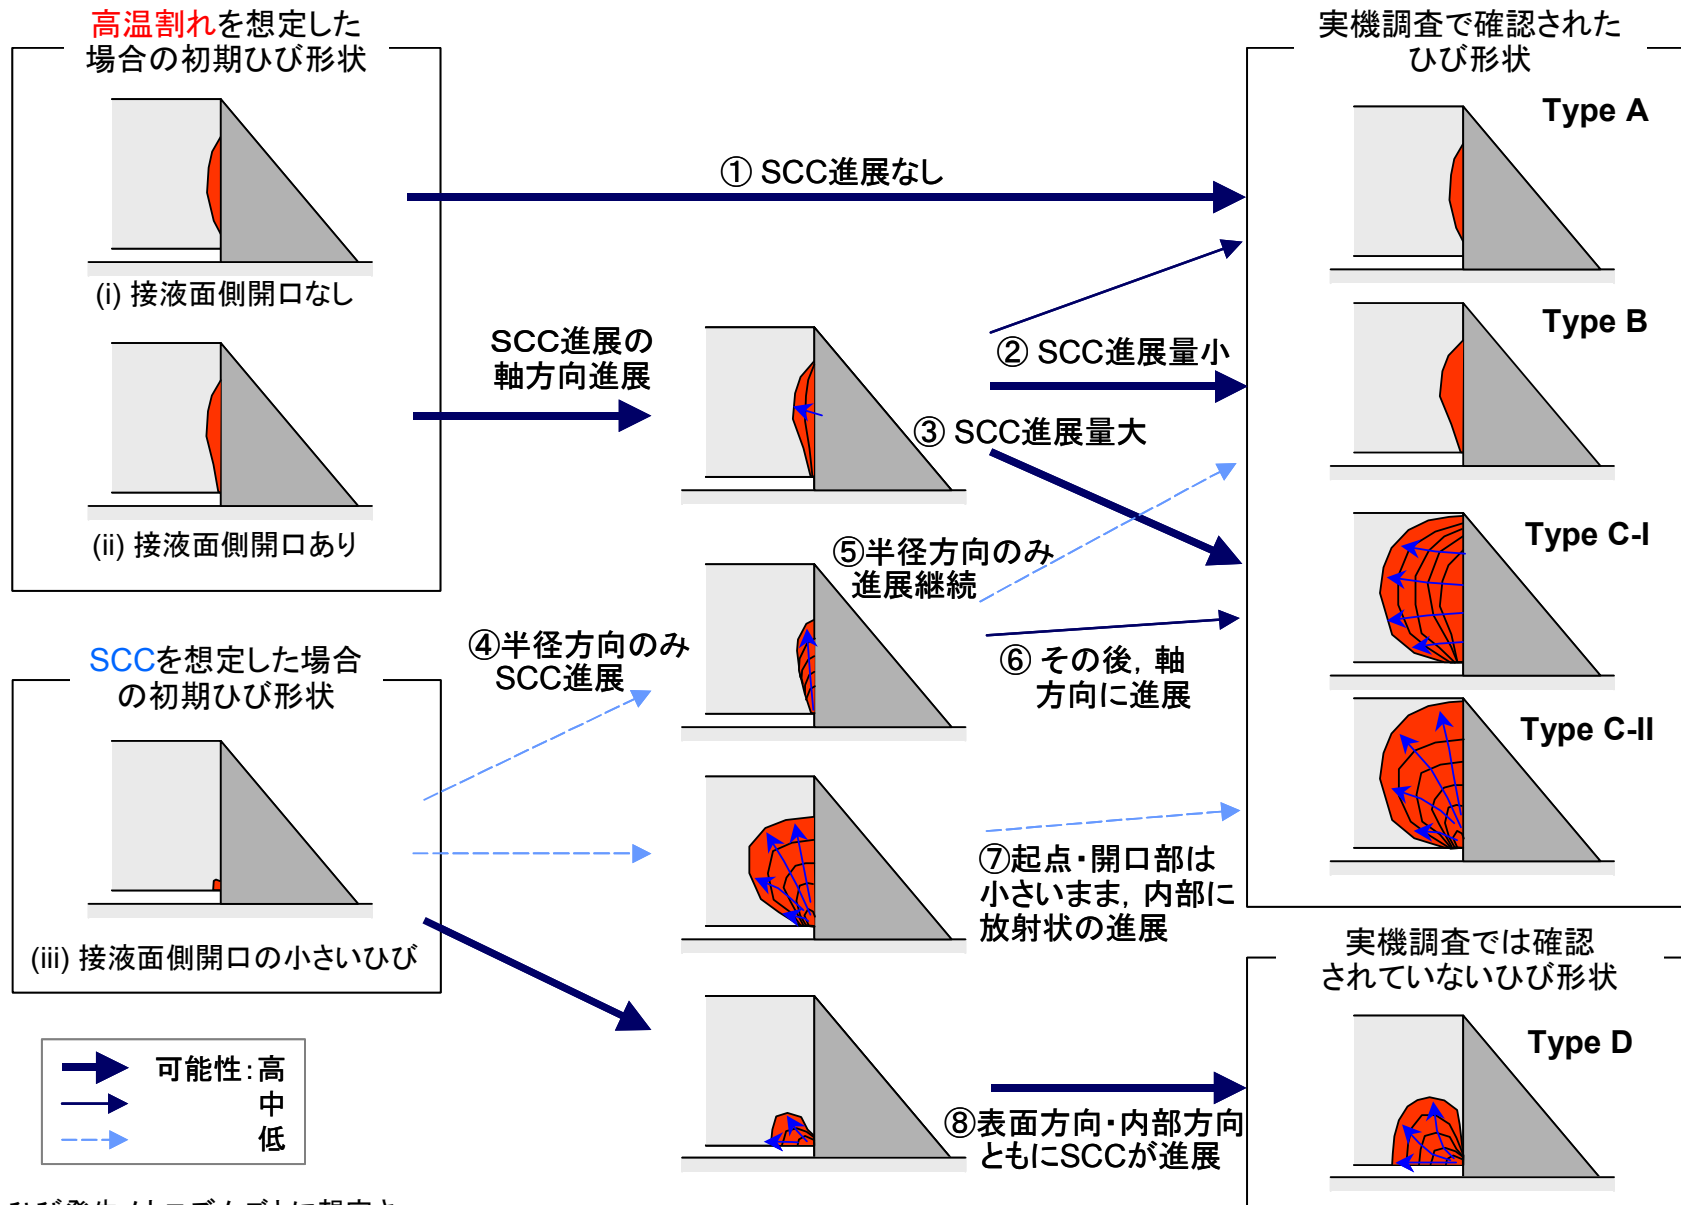 高温割れを想定した
場合の初期ひび形状
(i) 接液面側開口なし
(ii) 接液面側開口あり
SCCを想定した場合
の初期ひび形状
(iii) 接液面側開口の小さいひび
可能性：高
中
低
① SCC進展なし
SCC進展の
軸方向進展
② SCC進展量小
③ SCC進展量大
④半径方向のみ
SCC進展
⑤半径方向のみ
進展継続
⑥ その後, 軸
方向に進展
⑦起点・開口部は
小さいまま, 内部に
放射状の進展
⑧表面方向・内部方向
ともにSCCが進展
実機調査で確認された
ひび形状
Type A
Type B
Type C-I
Type C-II
実機調査では確認
されていないひび形状
Type D